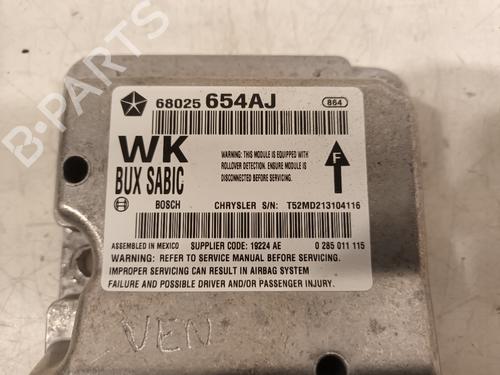 68025 654AJ 864
WK
BUX SABIC
WARNING: THIS MODULE IS EQUIPPED WITH
ROLLOVER DETECTION. ENSURE MODULE IS
DISCONNECTED BEFORE SERVICING.
F
BOSCH CHRYSLER S/N: T52MD213104116
ASSEMBLED IN MEXICO SUPPLIER CODE: 19224 AE 0 285 011 115
WARNING: REFER TO SERVICE MANUAL BEFORE SERVICING.
IMPROPER SERVICING CAN RESULT IN AIRBAG SYSTEM
FAILURE AND POSSIBLE DRIVER AND/OR PASSENGER INJURY.
VEN
B-PARTS